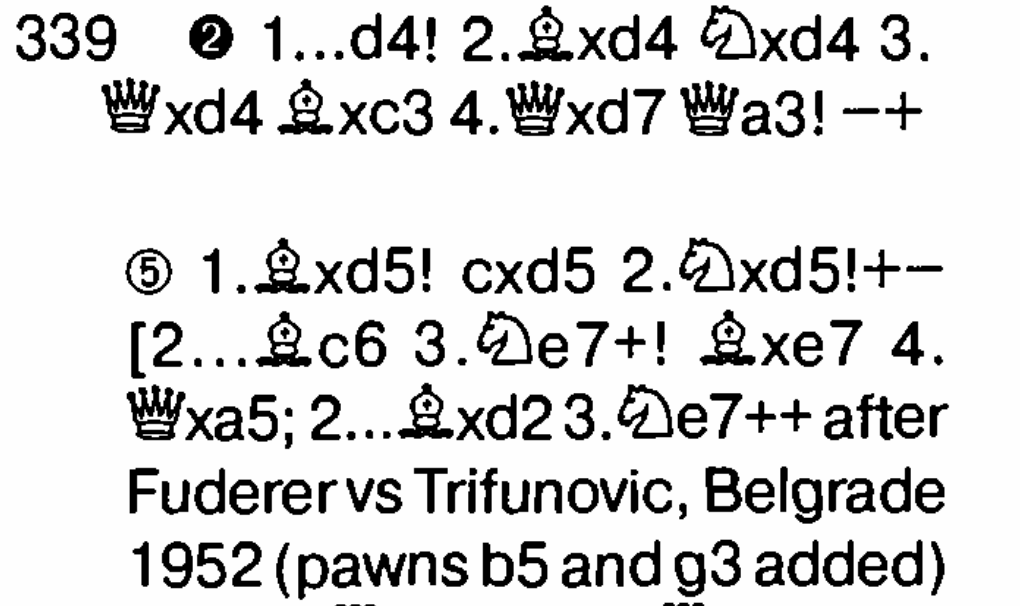 339 ❷ 1...d4! 2.♗xd4 ♘xd4 3.
♕xd4 ♗xc3 4.♕xd7 ♕a3! −+
⑤ 1.♗xd5! cxd5 2.♘xd5!+−
[2...♗c6 3.♘e7+! ♗xe7 4.
♕xa5; 2...♗xd2 3.♘e7++ after
Fuderer vs Trifunovic, Belgrade
1952 (pawns b5 and g3 added)